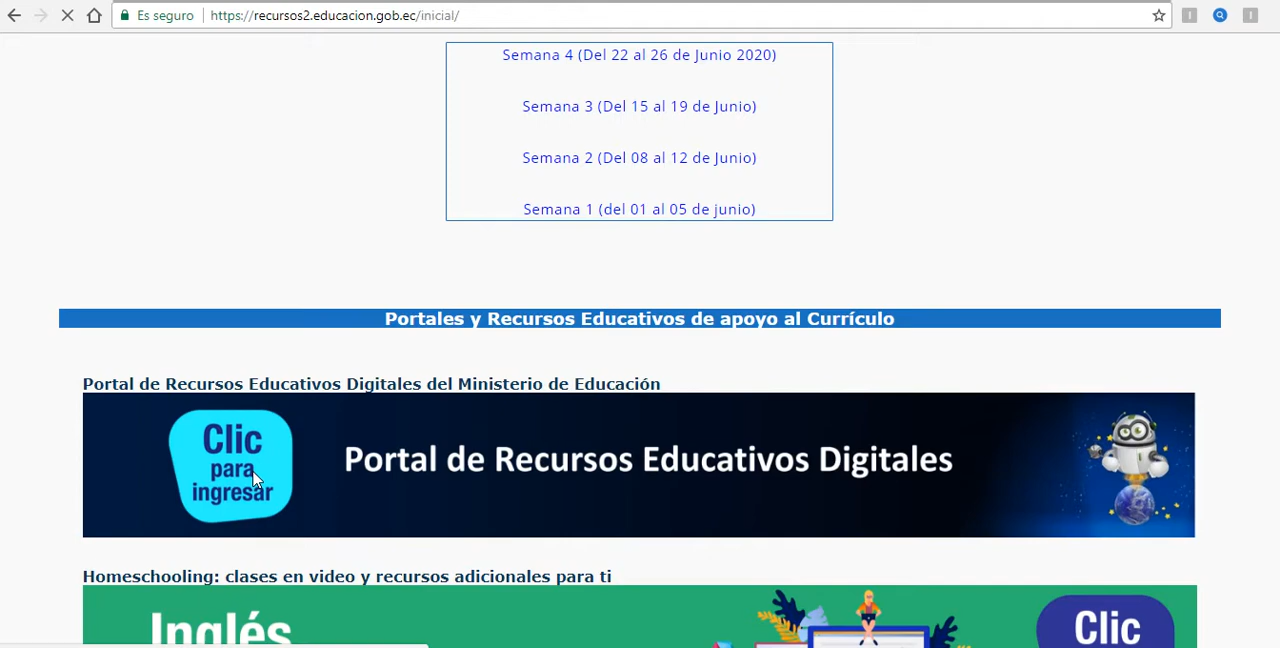 Es seguro
https://recursos2.educacion.gob.ec/inicial/
Semana 4 (Del 22 al 26 de Junio 2020)
Semana 3 (Del 15 al 19 de Junio)
Semana 2 (Del 08 al 12 de Junio)
Semana 1 (del 01 al 05 de junio)
Portales y Recursos Educativos de apoyo al Currículo
Portal de Recursos Educativos Digitales del Ministerio de Educación
Clic
para
ingresar
Portal de Recursos Educativos Digitales
Homeschooling: clases en video y recursos adicionales para ti
Inglés
Clic